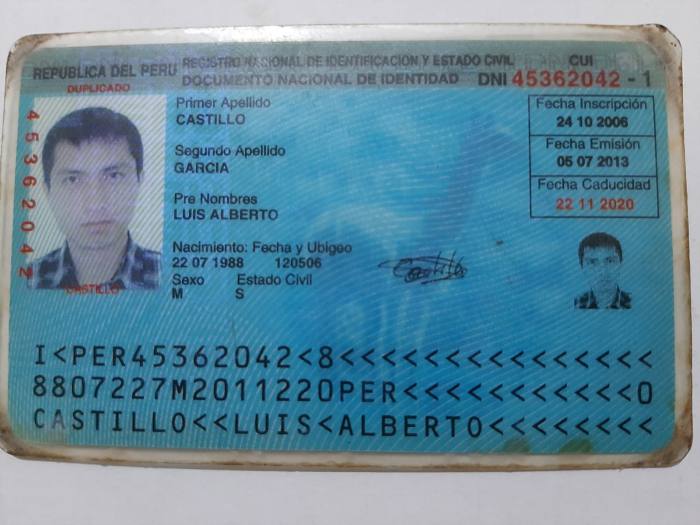 REPUBLICA DEL PERU REGISTRO NACIONAL DE IDENTIFICACION Y ESTADO CIVIL CUI
DOCUMENTO NACIONAL DE IDENTIDAD DNI 45362042 - 1
DUPLICADO
45362042
CASTILLO
Primer Apellido
CASTILLO
Segundo Apellido
GARCIA
Pre Nombres
LUIS ALBERTO
Nacimiento: Fecha y Ubigeo
22 07 1988 120506
Sexo Estado Civil
M S
Castillo
Fecha Inscripción
24 10 2006
Fecha Emisión
05 07 2013
Fecha Caducidad
22 11 2020
I<PER45362042<8<<<<<<<<<<<<<<<
8807227M2011220PER<<<<<<<<<<<0
CASTILLO<<LUIS<ALBERTO<<<<<<<<